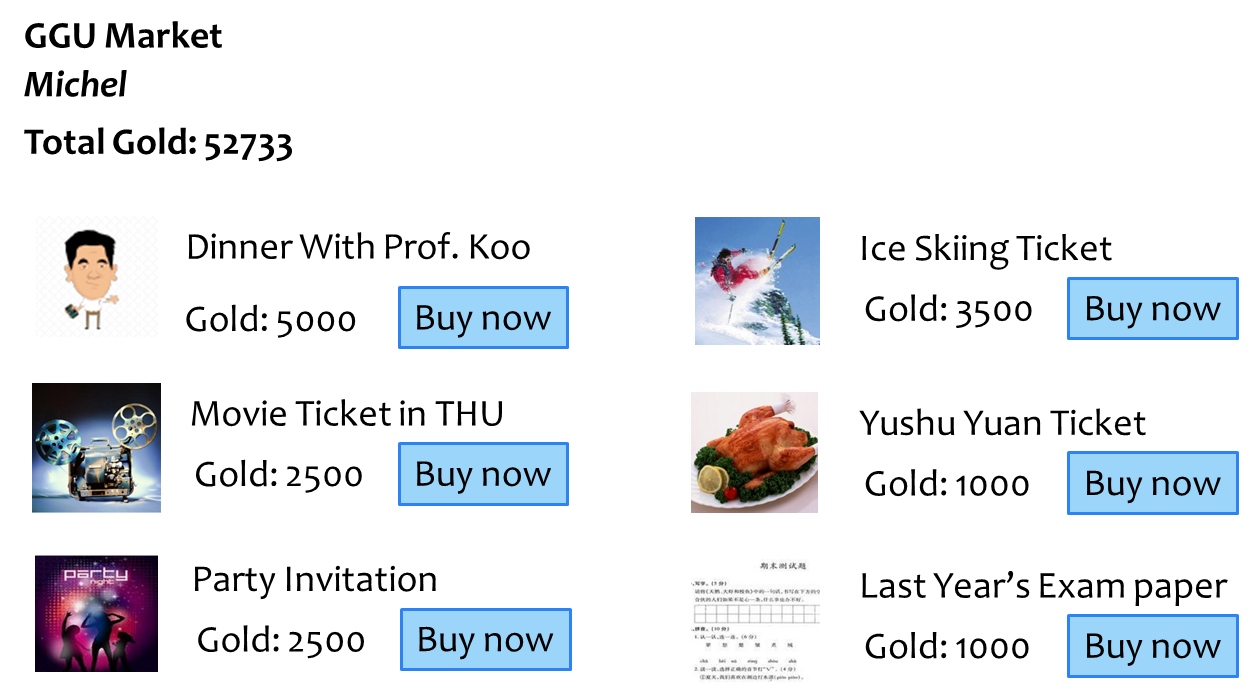 GGU Market
Michel
Total Gold: 52733
Dinner With Prof. Koo
Gold: 5000
Buy now
Ice Skiing Ticket
Gold: 3500
Buy now
Movie Ticket in THU
Gold: 2500
Buy now
Yushu Yuan Ticket
Gold: 1000
Buy now
party
night
Party Invitation
Gold: 2500
Buy now
期末测试题
Last Year's Exam paper
Gold: 1000
Buy now